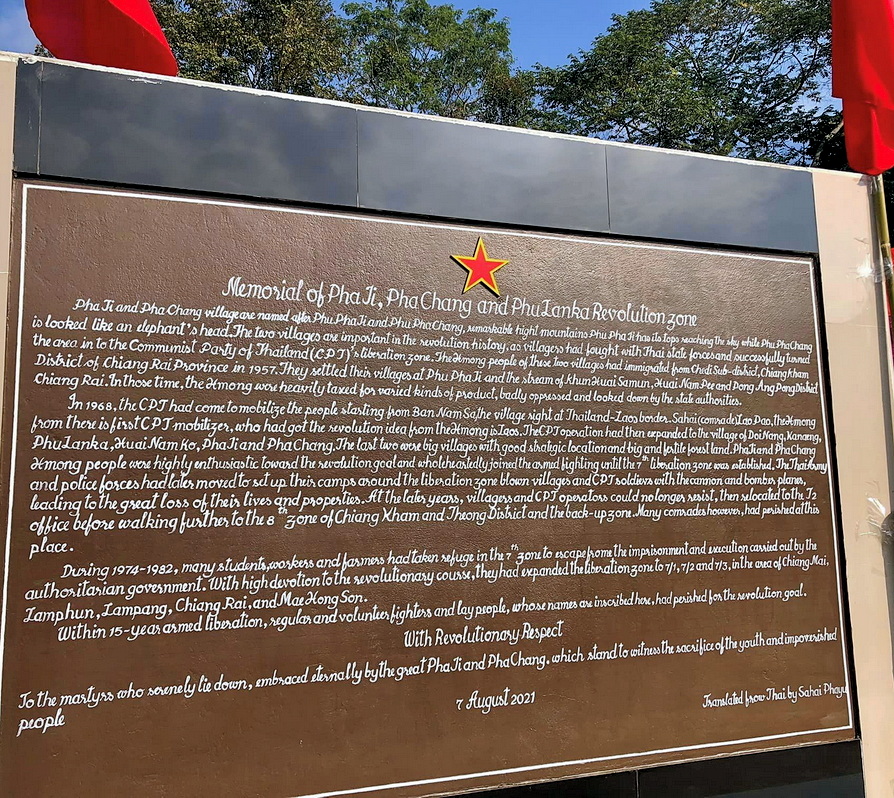 Memorial of Pha Ji, Pha Chang and Phu Lanka Revolution zone
Pha Ji and Pha Chang village are named after Phu Pha Ji and Phu Pha Chang, remarkable highl mountains Phu Pha Ji has its tops reaching the sky while Phu Pha Chang
is looked like an elephant's head. The two villages are important in the revolution history, as villagers had fought with Thai state forces and successfully turned
the area in to the Communist Party of Thailand (CPT)'s liberation zone. The Hmong people of these two villages had immigrated from Chedi Sub-district, Chiang Kham
District of Chiang Rai Province in 1957. They settled their villages at Phu Pha Ji and the stream of Khun Huai Samun, Huai Nam Pee and Pong Ang Pong District
Chiang Rai. In those time, the Hmong were heavily taxed for varied kinds of product, badly oppressed and looked down by the state authorities.
In 1968, the CPT had come to mobilize the people starting from Ban Nam Sa, the village sight at Thailand-Laos border. Sahai (comrade) Lao Pao, the Hmong
from there is first CPT mobilizers, who had got the revolution idea from the Hmong is Laos. The CPT operation had then expanded to the village of Doi Nang, Kanaeng,
Phu Lanka, Huai Nam Ko, Pha Ji and Pha Chang. The last two were big villages with good strategic location and big and fertile forest land. Pha Ji and Pha Chang
Hmong people were highly enthusiastic toward the revolution goal and wholeheartedly joined the armed fighting until the 7th liberation zone was established. The Thai army
and police forces had later moved to set up their camps around the liberation zone blown villages and CPT soldiers with the cannon and bomber planes,
leading to the great loss of their lives and properties. At the later years, villagers and CPT operators could no longer resist, then relocated to the T2
office before walking further to the 8th zone of Chiang Kham and Theong District and the back-up zone. Many comrades however, had perished at this
place.
During 1974-1982, many students, workers and farmers had taken refuge in the 7th zone to escape frome the imprisonment and execution carried out by the
authoritarian government. With high devotion to the revolutionary course, they had expanded the liberation zone to 7/1, 7/2 and 7/3, in the area of Chiang Mai,
Lamphun, Lampang, Chiang Rai, and Mae Hong Son.
Within 15-year armed liberation, regular and volunteer fighters and lay people, whose names are inscribed here, had perished for the revolution goal.
With Revolutionary Respect
To the martyrs who serenely lie down, embraced eternally by the great Pha Ji and Pha Chang, which stand to witness the sacrifice of the youth and impoverished
people
7 August 2021
Translated from Thai by Sahai Phayu